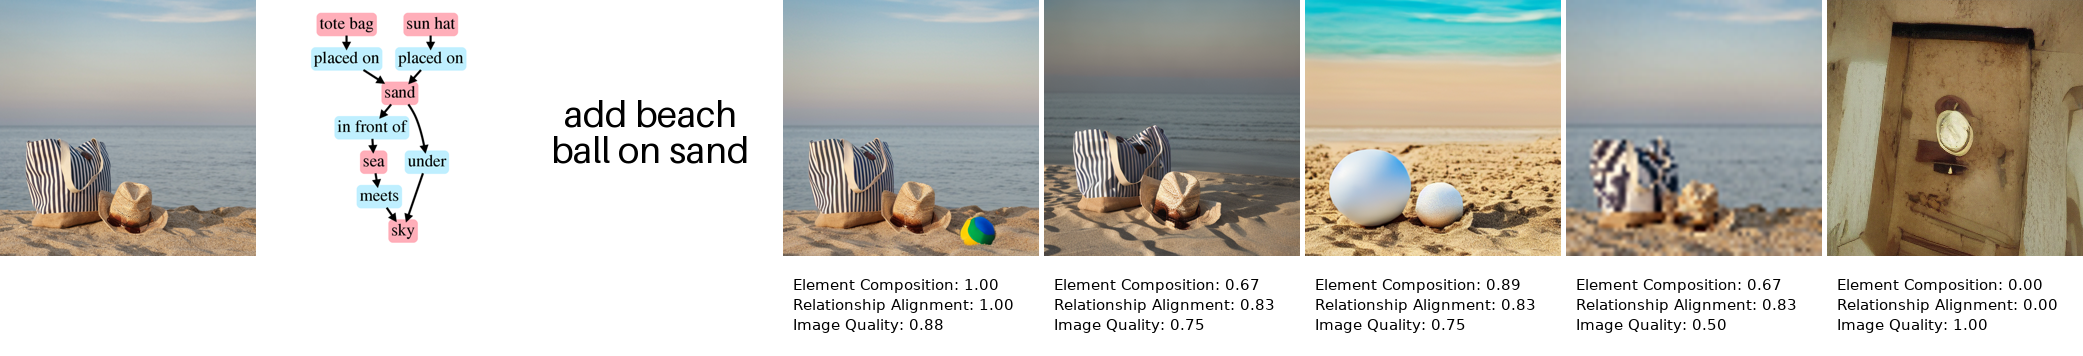 tote bag
sun hat
placed on
placed on
sand
in front of
sea
under
meets
sky
add beach
ball on sand
Element Composition: 1.00
Relationship Alignment: 1.00
Image Quality: 0.88
Element Composition: 0.67
Relationship Alignment: 0.83
Image Quality: 0.75
Element Composition: 0.89
Relationship Alignment: 0.83
Image Quality: 0.75
Element Composition: 0.67
Relationship Alignment: 0.83
Image Quality: 0.50
Element Composition: 0.00
Relationship Alignment: 0.00
Image Quality: 1.00